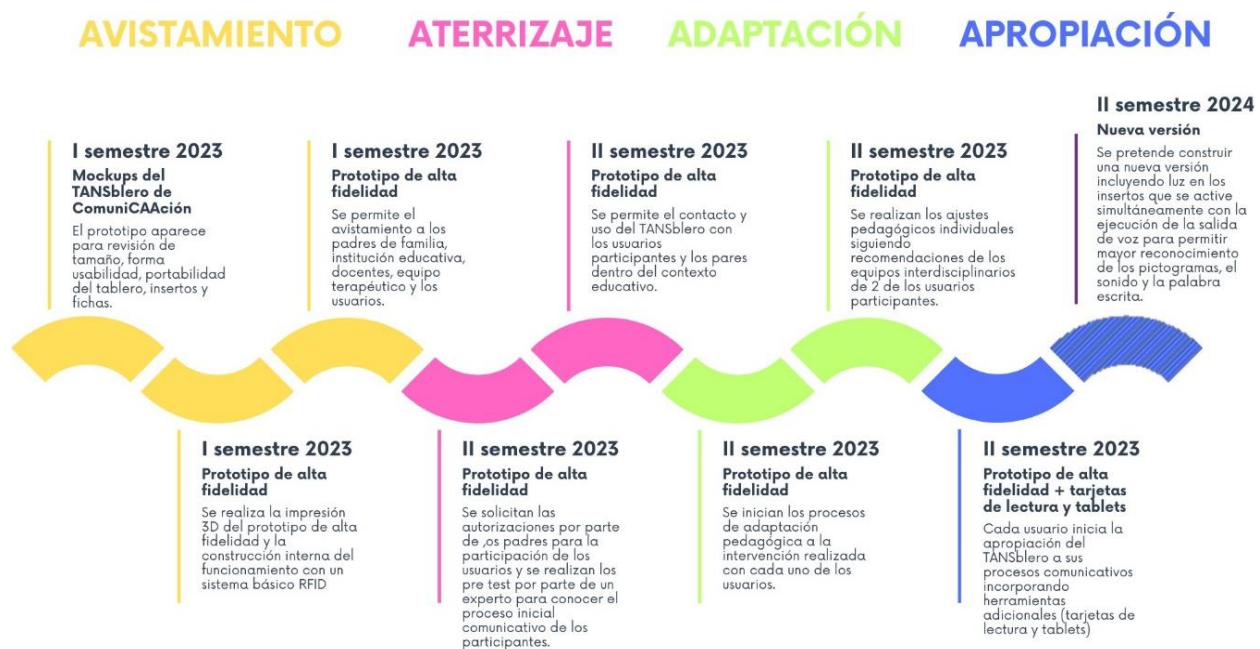 AVISTAMIENTO ATERRIZAJE ADAPTACIÓN APROPIACIÓN
I semestre 2023
Mockups del
TANSblero de
ComuniCAAción
El prototipo aparece
para revisión de
tamaño, forma
usabilidad, portabilidad
del tablero, insertos y
fichas.
I semestre 2023
Prototipo de alta
fidelidad
Se realiza la impresión
3D del prototipo de alta
fidelidad y la
construcción interna del
funcionamiento con un
sistema básico RFID
I semestre 2023
Prototipo de alta
fidelidad
Se permite el
avistamiento a los
padres de familia,
institución educativa,
docentes, equipo
terapéutico y los
usuarios.
II semestre 2023
Prototipo de alta
fidelidad
Se solicitan las
autorizaciones por parte
de ,os padres para la
participación de los
usuarios y se realizan los
pre test por parte de un
experto para conocer el
proceso inicial
comunicativo de los
participantes.
II semestre 2023
Prototipo de alta
fidelidad
Se permite el contacto y
uso del TANSblero con
los usuarios
participantes y los pares
dentro del contexto
educativo.
II semestre 2023
Prototipo de alta
fidelidad
Se inician los procesos
de adaptación
pedagógica a la
intervención realizada
con cada uno de los
usuarios.
II semestre 2023
Prototipo de alta
fidelidad
Se realizan los ajustes
pedagógicos individuales
siguiendo
recomendaciones de los
equipos interdisciplinarios
de 2 de los usuarios
participantes.
II semestre 2023
Prototipo de alta
fidelidad + tarjetas
de lectura y tablets
Cada usuario inicia la
apropiación del
TANSblero a sus
procesos comunicativos
incorporando
herramientas
adicionales (tarjetas de
lectura y tablets)
II semestre 2024
Nueva versión
Se pretende construir
una nueva versión
incluyendo luz en los
insertos que se active
simultáneamente con la
ejecución de la salida
de voz para permitir
mayor reconocimiento
de los pictogramas, el
sonido y la palabra
escrita.